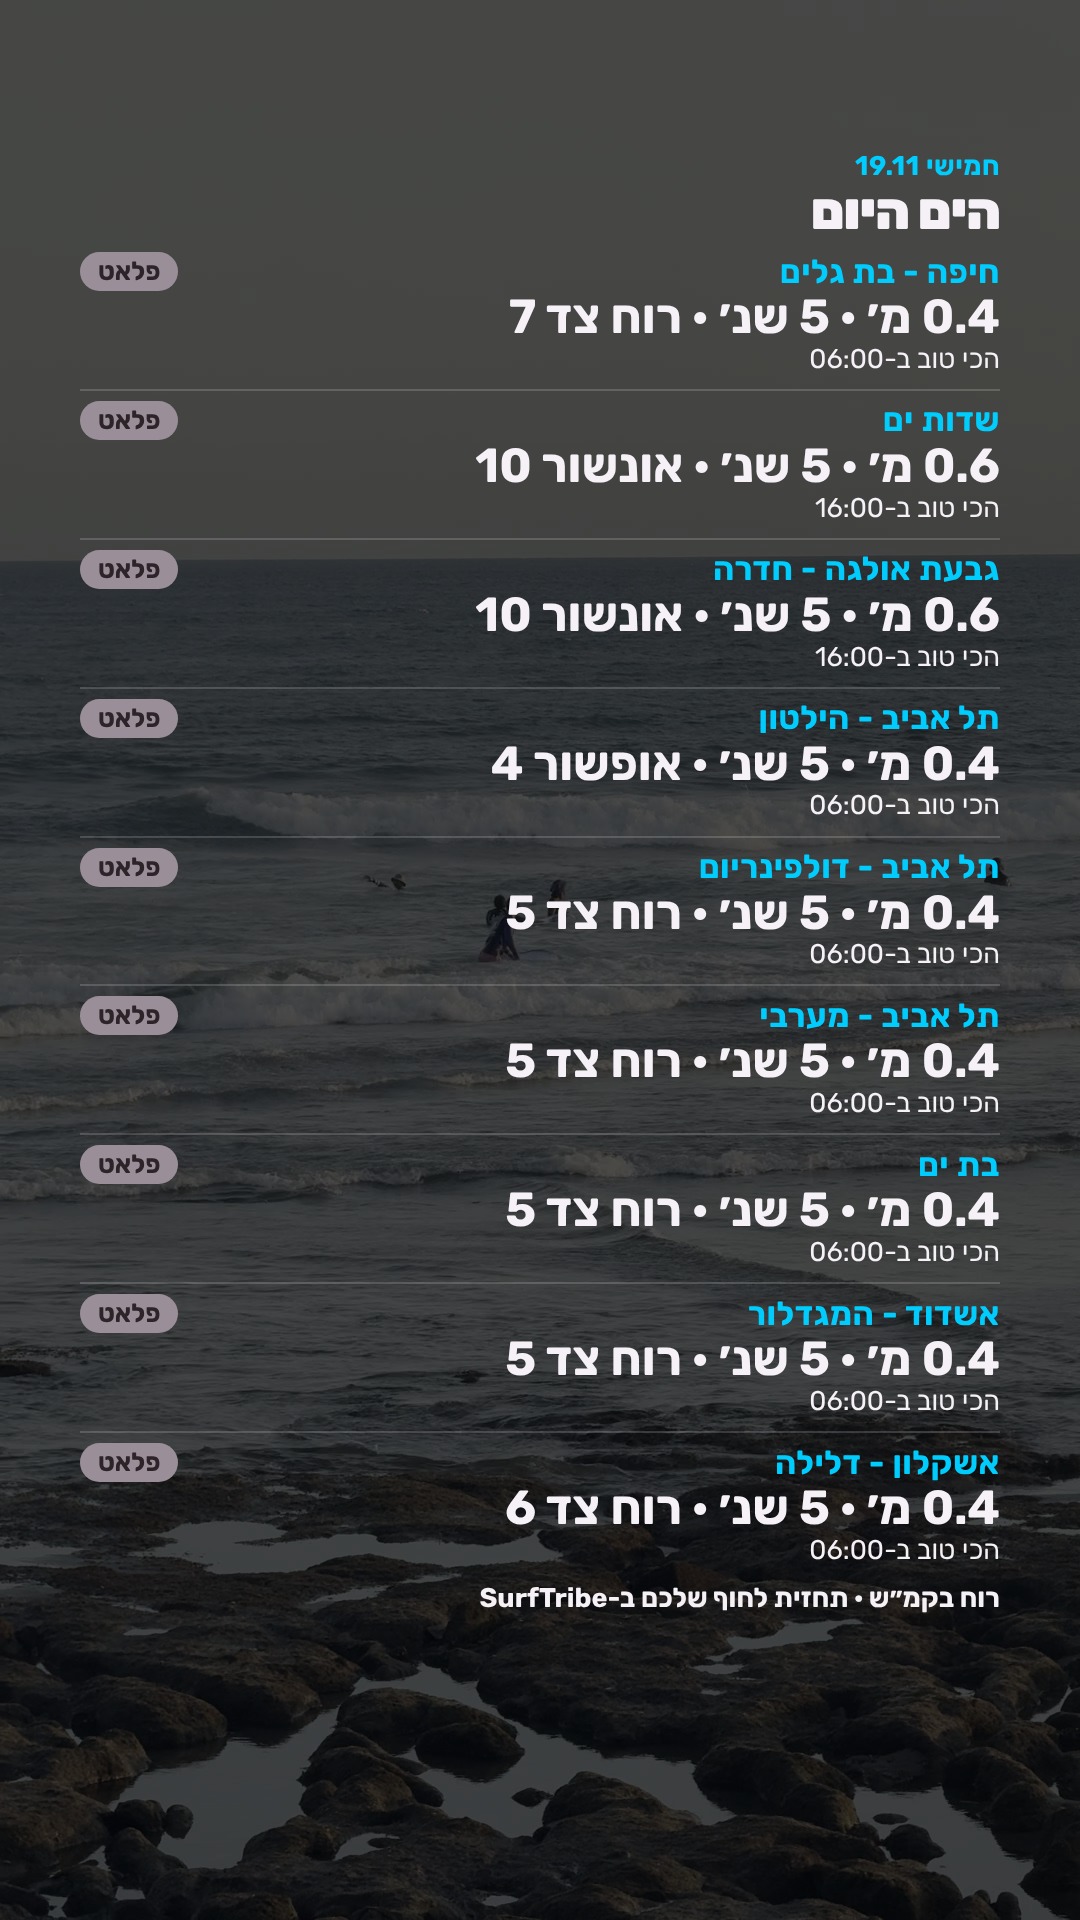 חמישי 19.11
הים היום
חיפה - בת גלים
פלאט
0.4 מ׳ • 5 שנ׳ • רוח צד 7
הכי טוב ב-06:00
שדות ים
פלאט
0.6 מ׳ • 5 שנ׳ • אונשור 10
הכי טוב ב-16:00
גבעת אולגה - חדרה
פלאט
0.6 מ׳ • 5 שנ׳ • אונשור 10
הכי טוב ב-16:00
תל אביב - הילטון
פלאט
0.4 מ׳ • 5 שנ׳ • אופשור 4
הכי טוב ב-06:00
תל אביב - דולפינריום
פלאט
0.4 מ׳ • 5 שנ׳ • רוח צד 5
הכי טוב ב-06:00
תל אביב - מערבי
פלאט
0.4 מ׳ • 5 שנ׳ • רוח צד 5
הכי טוב ב-06:00
בת ים
פלאט
0.4 מ׳ • 5 שנ׳ • רוח צד 5
הכי טוב ב-06:00
אשדוד - המגדלור
פלאט
0.4 מ׳ • 5 שנ׳ • רוח צד 5
הכי טוב ב-06:00
אשקלון - דלילה
פלאט
0.4 מ׳ • 5 שנ׳ • רוח צד 6
הכי טוב ב-06:00
רוח בקמ״ש • תחזית לחוף שלכם ב-SurfTribe